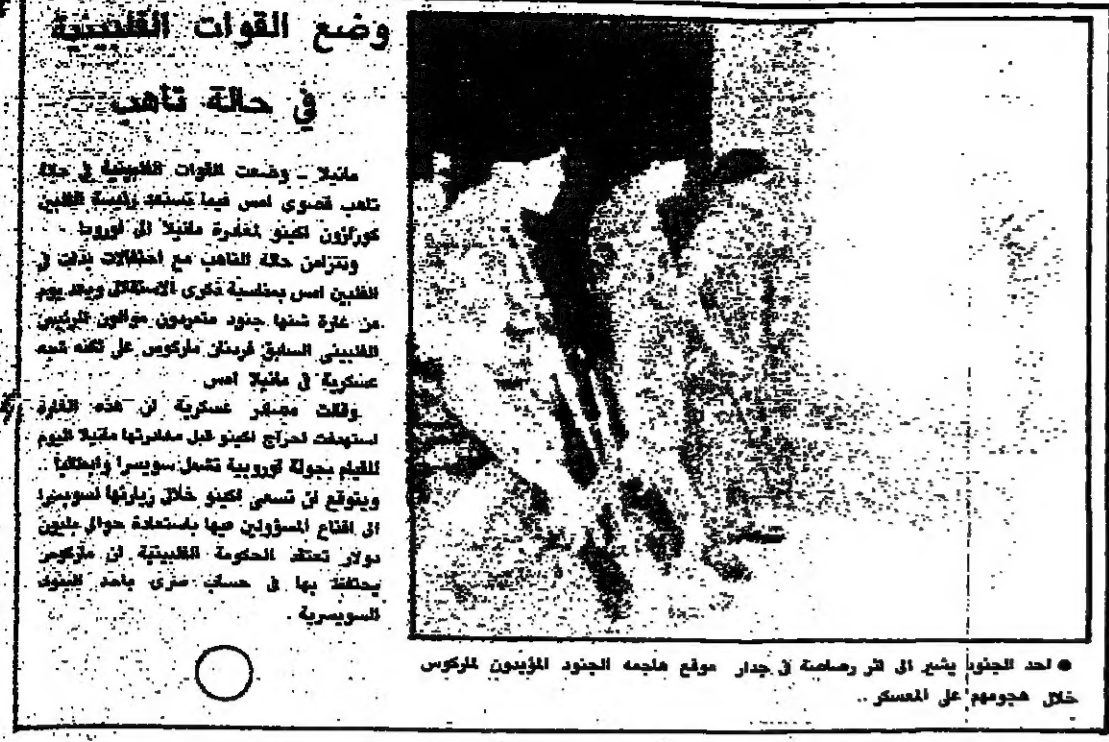 وضع القوات الفلبينية
في حالة تأهب
مانيلا - وضعت القوات الفلبينية في حالة
تأهب قصوى امس فيما تستعد رئيسة الفلبين
كورازون اكينو لمغادرة مانيلا الى اوروبا
وتتزامن حالة التأهب مع احتفالات بدات في
الفلبين امس بمناسبة ذكرى الاستقلال وبعد يوم
من غارة شنها جنود متمردون موالون للرئيس
الفلبيني السابق فردنان ماركوس على ثكنه شبه
عسكرية في مانيلا امس
وقالت مصادر عسكرية ان هذه الغارة
استهدفت احراج اكينو قبل مغادرتها مانيلا اليوم
للقيام بجولة اوروبية تشمل سويسرا وايطاليا ..
ويتوقع ان تسعى اكينو خلال زيارتها لسويسرا
الى اقناع المسؤولين فيها باستعادة حوالي بليون
دولار تعتقد الحكومة الفلبينية ان ماركوس
يحتفظ بها في حساب سري باحد البنوك
السويسرية .
● احد الجنود يشير الى اثر رصاصة في جدار موقع هاجمه الجنود المؤيدون لماركوس
خلال هجومهم على المعسكر ..